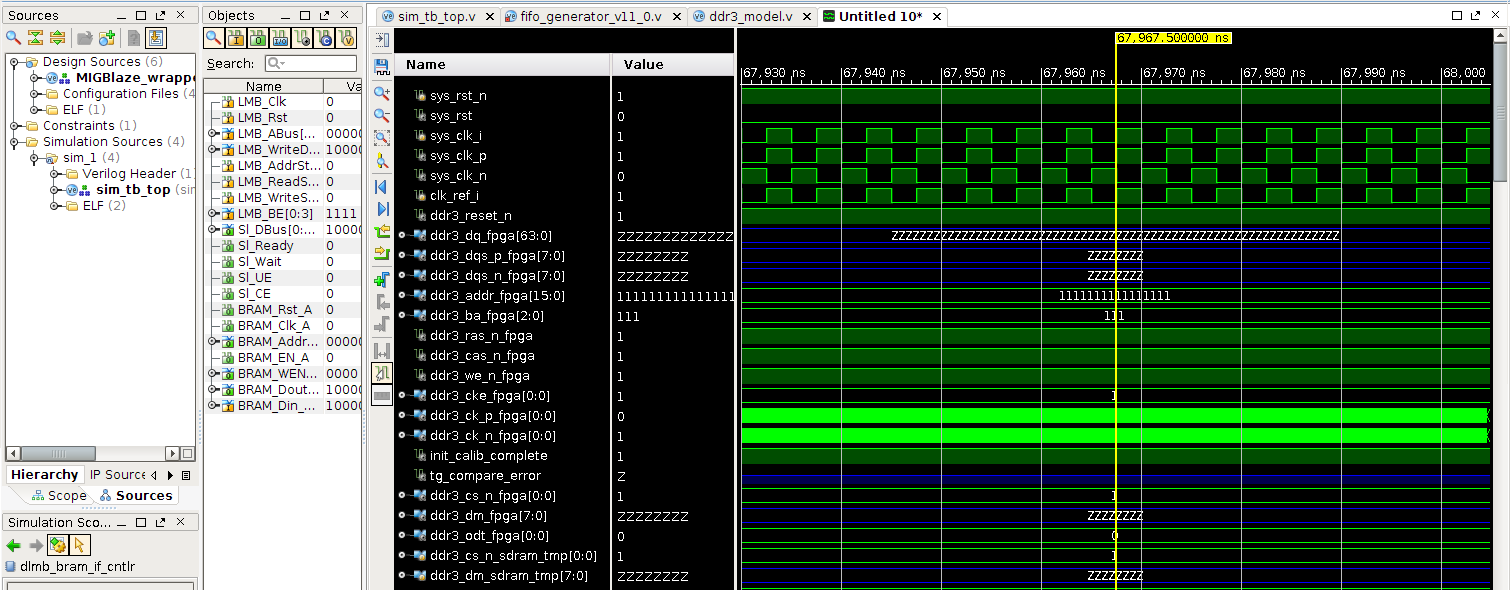 Sources
Design Sources (6)
MIGBlaze_wrapp
Configuration Files (4
ELF (1)
Constraints (1)
Simulation Sources (4)
sim_1 (4)
Verilog Header (1
sim_tb_top (sim
ELF (2)
Hierarchy IP Source
Scope Sources
Simulation Sco...
dlmb_bram_if_cntlr
Objects
Search: Q-
Name Va
LMB_Clk 0
LMB_Rst 0
LMB_ABus[... 00000
LMB_WriteD... 10000
LMB_AddrSt... 0
LMB_ReadS... 0
LMB_WriteS... 0
LMB_BE[0:3] 1111
Sl_DBus[0:... 10000
Sl_Ready 0
Sl_Wait 0
Sl_UE 0
Sl_CE 0
BRAM_Rst_A 0
BRAM_Clk_A 0
BRAM_Addr... 00000
BRAM_EN_A 0
BRAM_WEN... 0000
BRAM_Dout... 10000
BRAM_Din_... 10000
sim_tb_top.v fifo_generator_v11_0.v ddr3_model.v Untitled 10*
67,967.500000 ns
Name Value
67,930 ns 67,940 ns 67,950 ns 67,960 ns 67,970 ns 67,980 ns 67,990 ns 68,000
sys_rst_n 1
sys_rst 0
sys_clk_i 1
sys_clk_p 1
sys_clk_n 0
clk_ref_i 1
ddr3_reset_n 1
ddr3_dq_fpga[63:0] ZZZZZZZZZZZZZ ZZZZZZZZZZZZZZZZZZZZZZZZZZZZZZZZZZZZZZZZZZZZZZZZZZZZZZZZZZZZZZZZ
ddr3_dqs_p_fpga[7:0] ZZZZZZZZ ZZZZZZZZ
ddr3_dqs_n_fpga[7:0] ZZZZZZZZ ZZZZZZZZ
ddr3_addr_fpga[15:0] 1111111111111111 1111111111111111
ddr3_ba_fpga[2:0] 111 111
ddr3_ras_n_fpga 1
ddr3_cas_n_fpga 1
ddr3_we_n_fpga 1
ddr3_cke_fpga[0:0] 1 1
ddr3_ck_p_fpga[0:0] 0
ddr3_ck_n_fpga[0:0] 1
init_calib_complete 1
tg_compare_error Z
ddr3_cs_n_fpga[0:0] 1 1
ddr3_dm_fpga[7:0] ZZZZZZZZ ZZZZZZZZ
ddr3_odt_fpga[0:0] 0 0
ddr3_cs_n_sdram_tmp[0:0] 1 1
ddr3_dm_sdram_tmp[7:0] ZZZZZZZZ ZZZZZZZZ